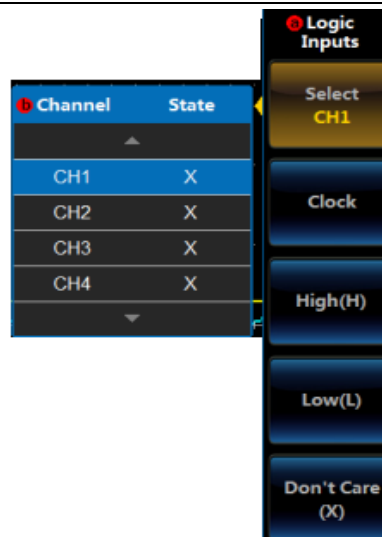 a Logic
Inputs
Select
CH1
Clock
High(H)
Low(L)
Don't Care
(X)
b Channel State
CH1 X
CH2 X
CH3 X
CH4 X